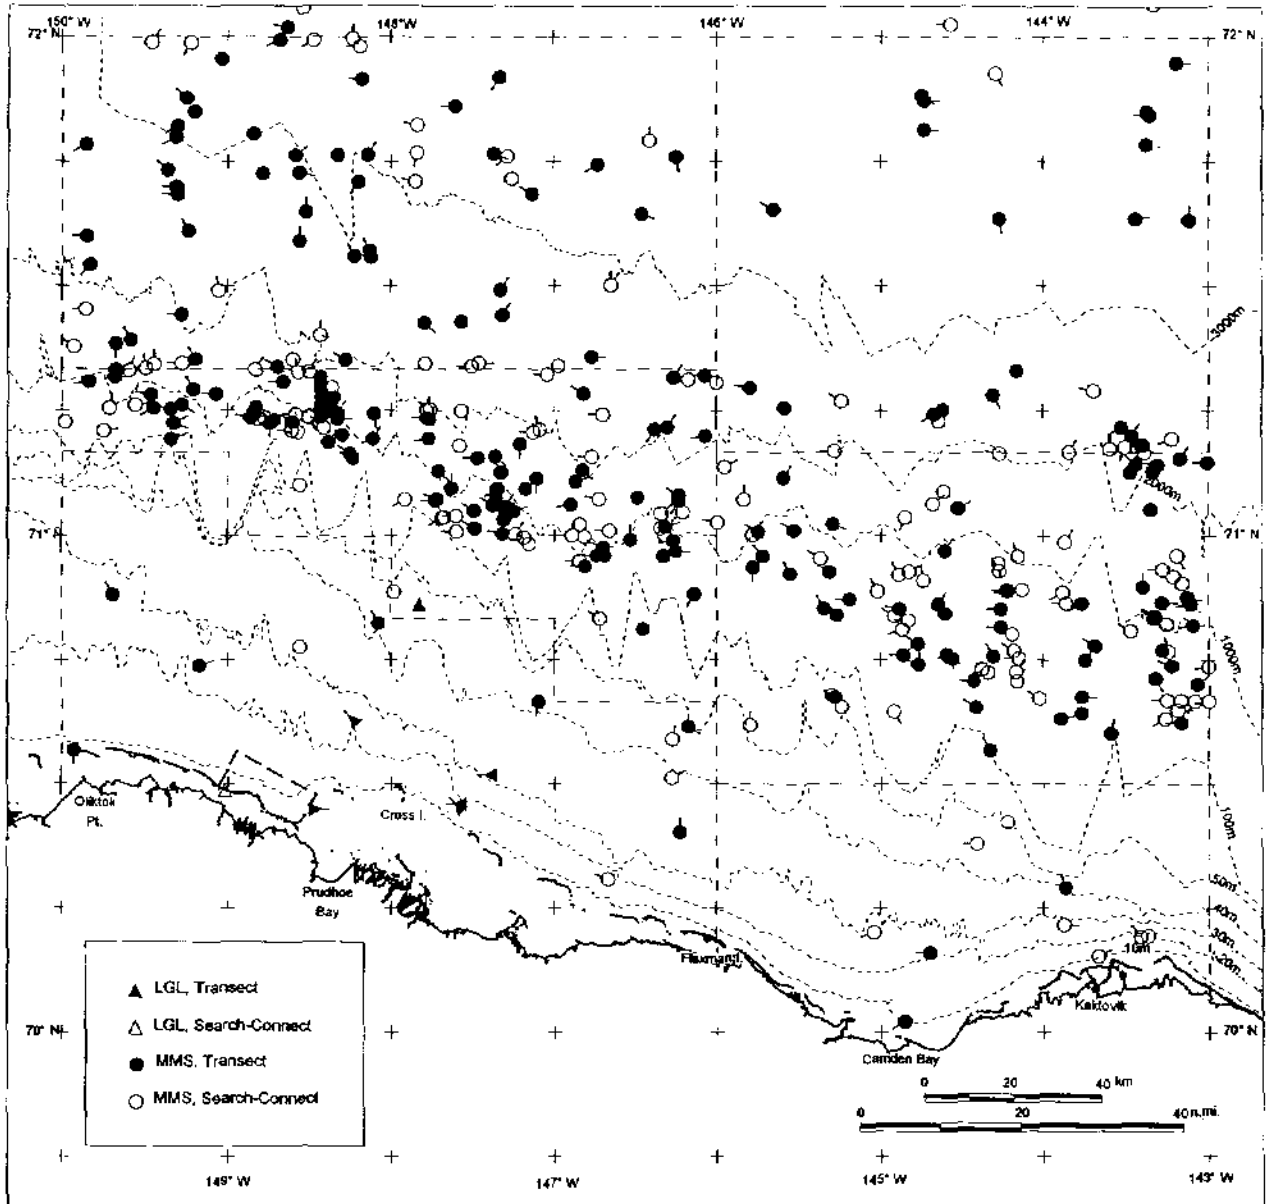 150° W
148°W
146° W
144° W
72° N
72° N
3000m
2000m
71° N
71° N
1000m
100m
Oliktok
Pt.
Cross I.
Prudhoe
Bay
50m
40m
30m
20m
10m
Flaxman I.
Kaktovik
Camden Bay
70° N
70° N
LGL, Transect
LGL, Search-Connect
MMS, Transect
MMS, Search-Connect
0 20 40 km
0 20 40 n.mi.
149° W
147° W
145° W
143° W